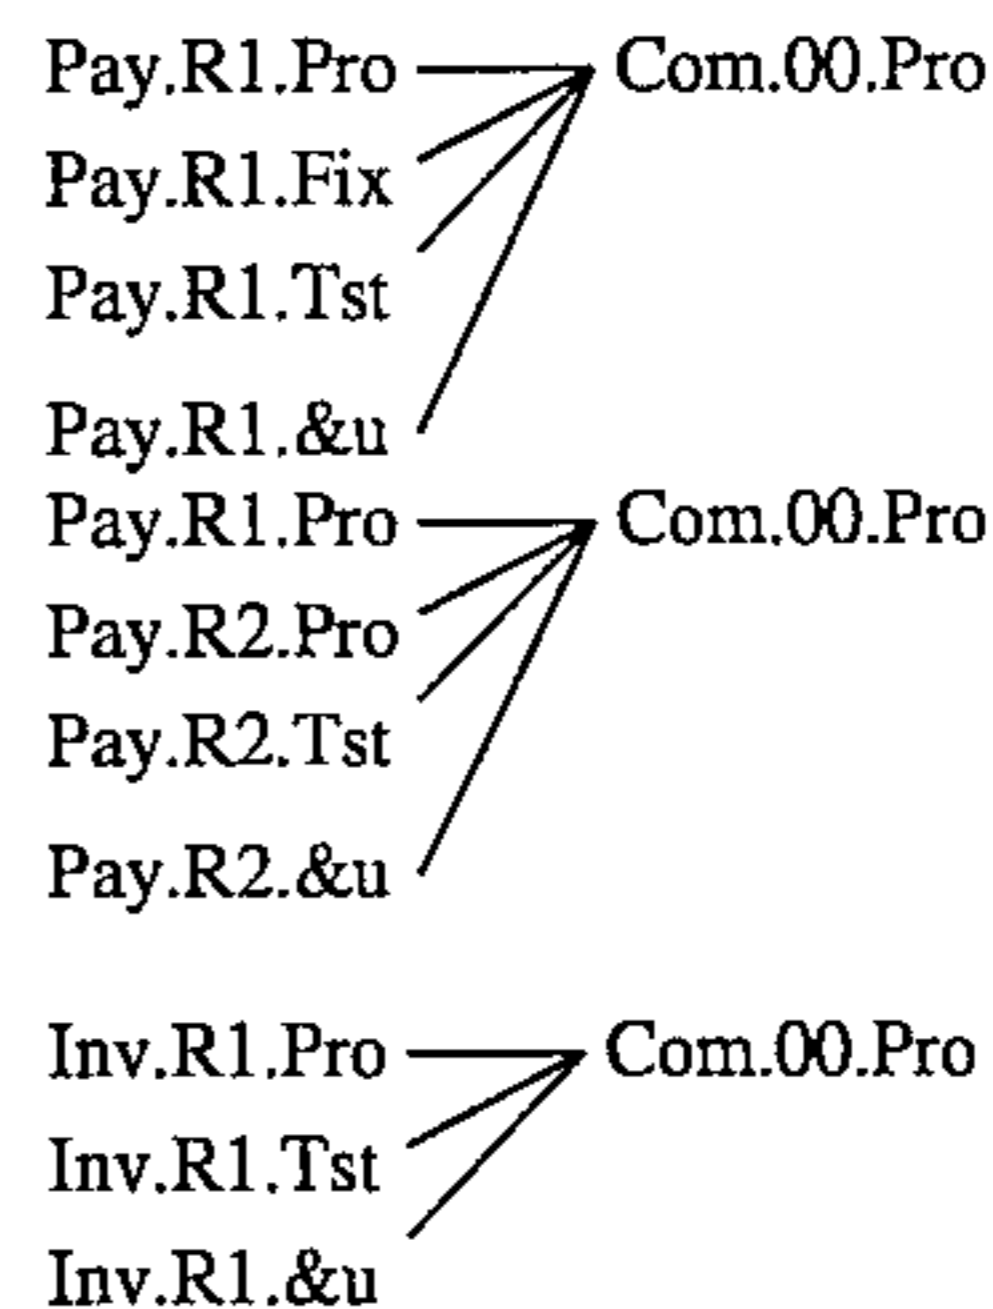 Pay.R1.Pro Com.00.Pro
Pay.R1.Fix
Pay.R1.Tst
Pay.R1.&u
Pay.R1.Pro Com.00.Pro
Pay.R2.Pro
Pay.R2.Tst
Pay.R2.&u
Inv.R1.Pro Com.00.Pro
Inv.R1.Tst
Inv.R1.&u